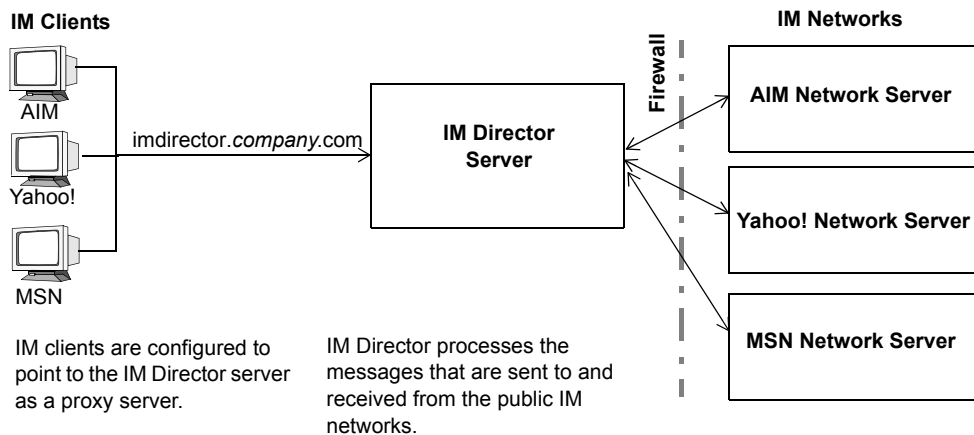 IM Clients
AIM
Yahoo!
MSN
imdirector.company.com
IM Director
Server
Firewall
IM Networks
AIM Network Server
Yahoo! Network Server
MSN Network Server
IM clients are configured to
point to the IM Director server
as a proxy server.
IM Director processes the
messages that are sent to and
received from the public IM
networks.